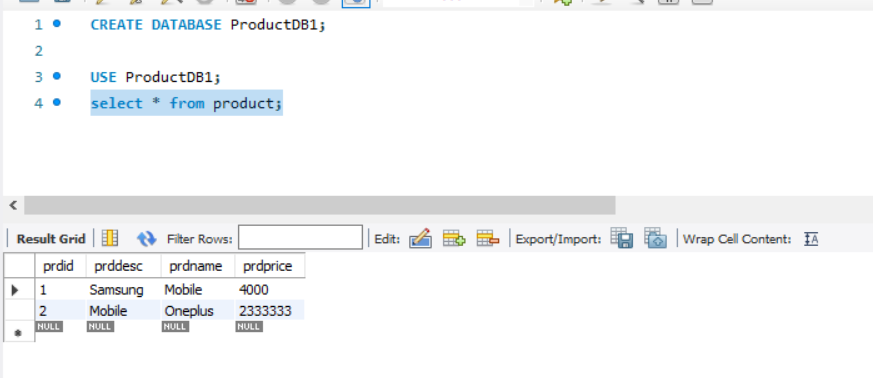 1 CREATE DATABASE ProductDB1;
2
3 USE ProductDB1;
4 select * from product;
Result Grid Filter Rows: Edit: Export/Import: Wrap Cell Content: IA
prdid prddesc prdname prdprice
1 Samsung Mobile 4000
2 Mobile Oneplus 2333333
NULL NULL NULL NULL